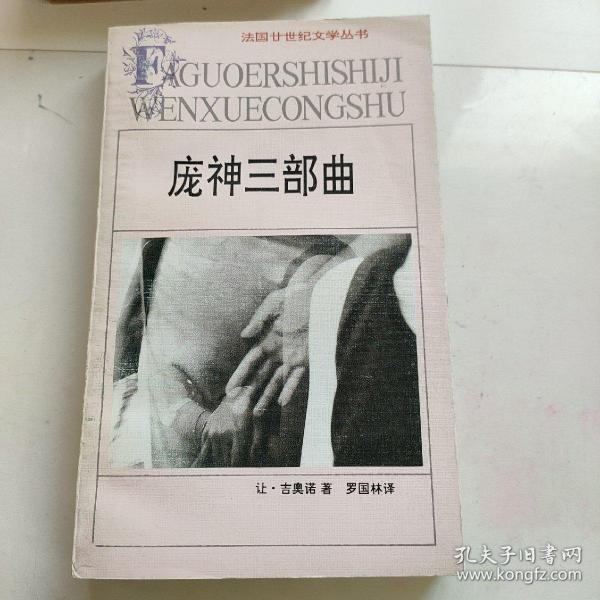 法国廿世纪文学丛书
FAGUOERSHISHIJI
WENXUECONGSHU
庞神三部曲
让·吉奥诺 著 罗国林译
孔夫子旧书网
www.kongfz.com